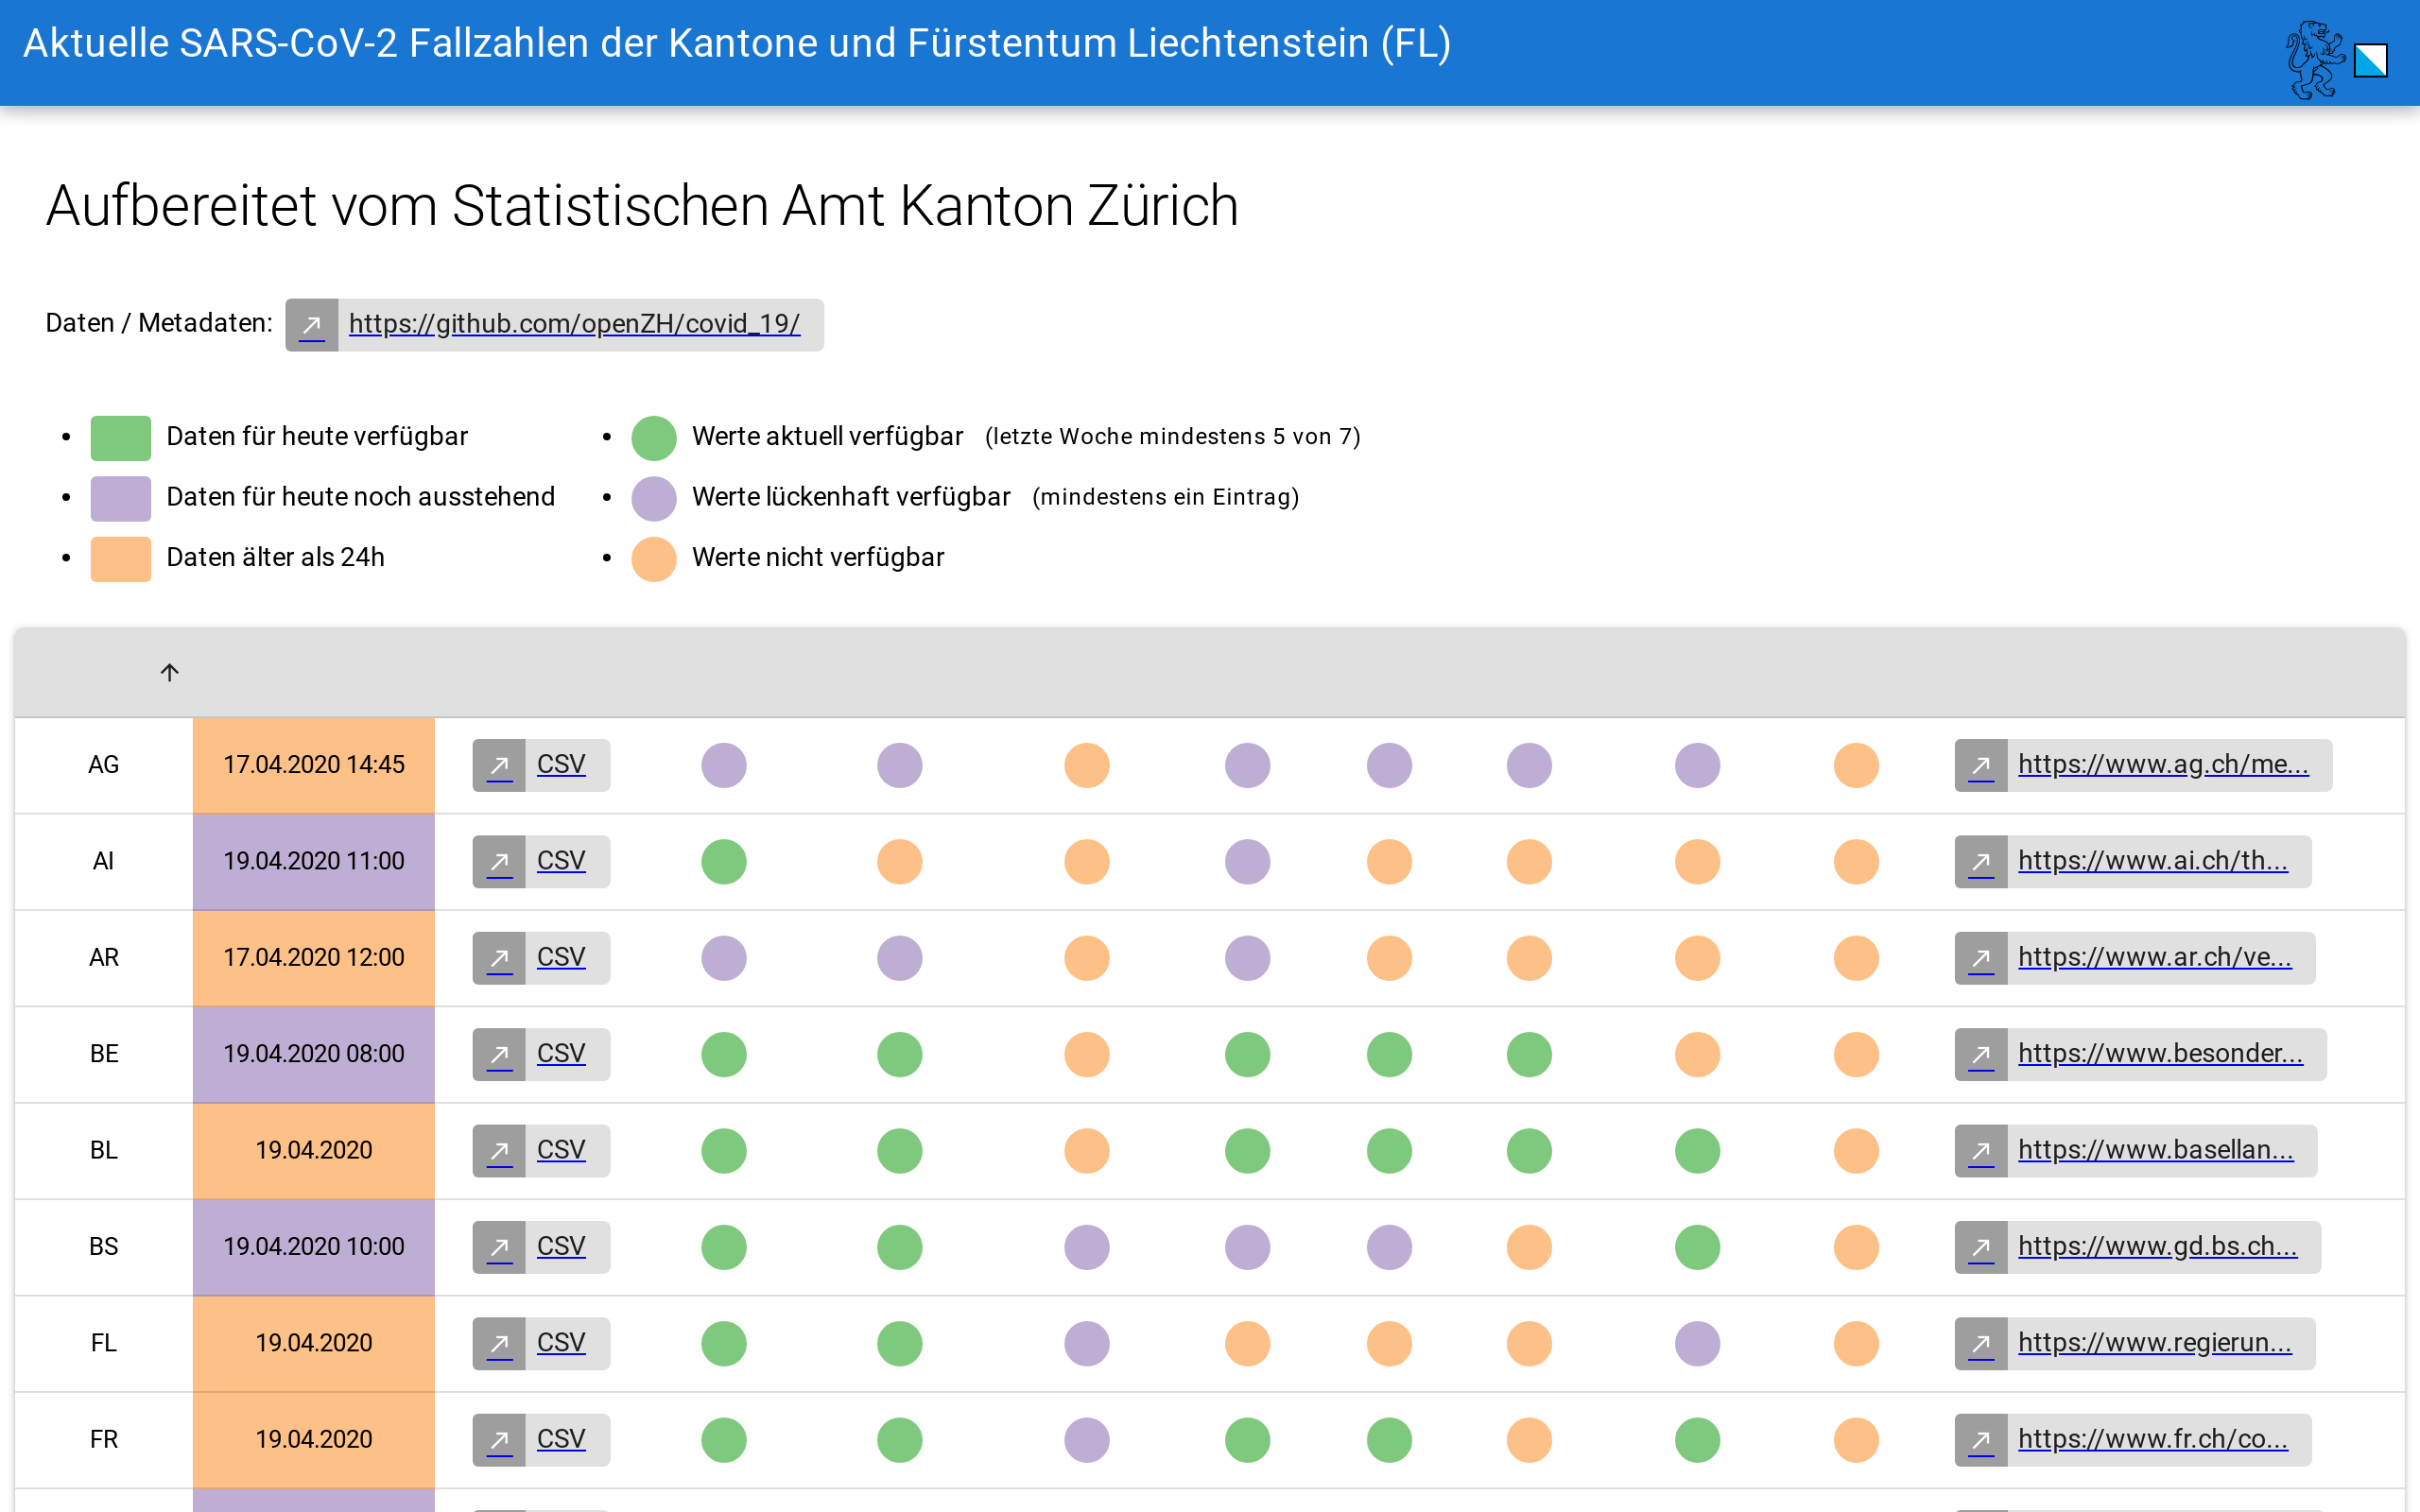 Aktuelle SARS-CoV-2 Fallzahlen der Kantone und Fürstentum Liechtenstein (FL)
Aufbereitet vom Statistischen Amt Kanton Zürich
Daten / Metadaten: https://github.com/openZH/covid_19/
Daten für heute verfügbar
Daten für heute noch ausstehend
Daten älter als 24h
Werte aktuell verfügbar (letzte Woche mindestens 5 von 7)
Werte lückenhaft verfügbar (mindestens ein Eintrag)
Werte nicht verfügbar
AG 17.04.2020 14:45 CSV https://www.ag.ch/me...
AI 19.04.2020 11:00 CSV https://www.ai.ch/th...
AR 17.04.2020 12:00 CSV https://www.ar.ch/ve...
BE 19.04.2020 08:00 CSV https://www.besonder...
BL 19.04.2020 CSV https://www.basellan...
BS 19.04.2020 10:00 CSV https://www.gd.bs.ch...
FL 19.04.2020 CSV https://www.regierun...
FR 19.04.2020 CSV https://www.fr.ch/co...